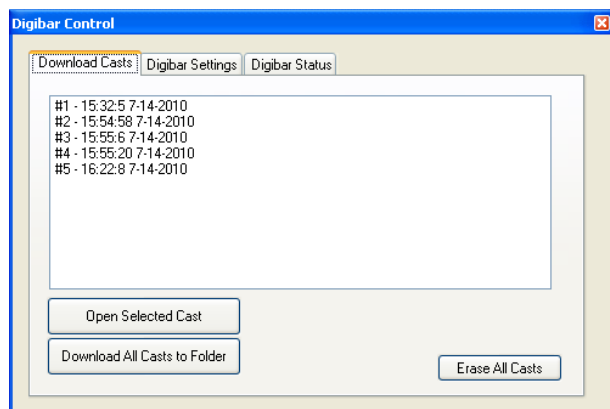 Digibar Control
Download Casts Digibar Settings Digibar Status
#1 - 15:32:5 7-14-2010
#2 - 15:54:58 7-14-2010
#3 - 15:55:6 7-14-2010
#4 - 15:55:20 7-14-2010
#5 - 16:22:8 7-14-2010
Open Selected Cast
Download All Casts to Folder
Erase All Casts